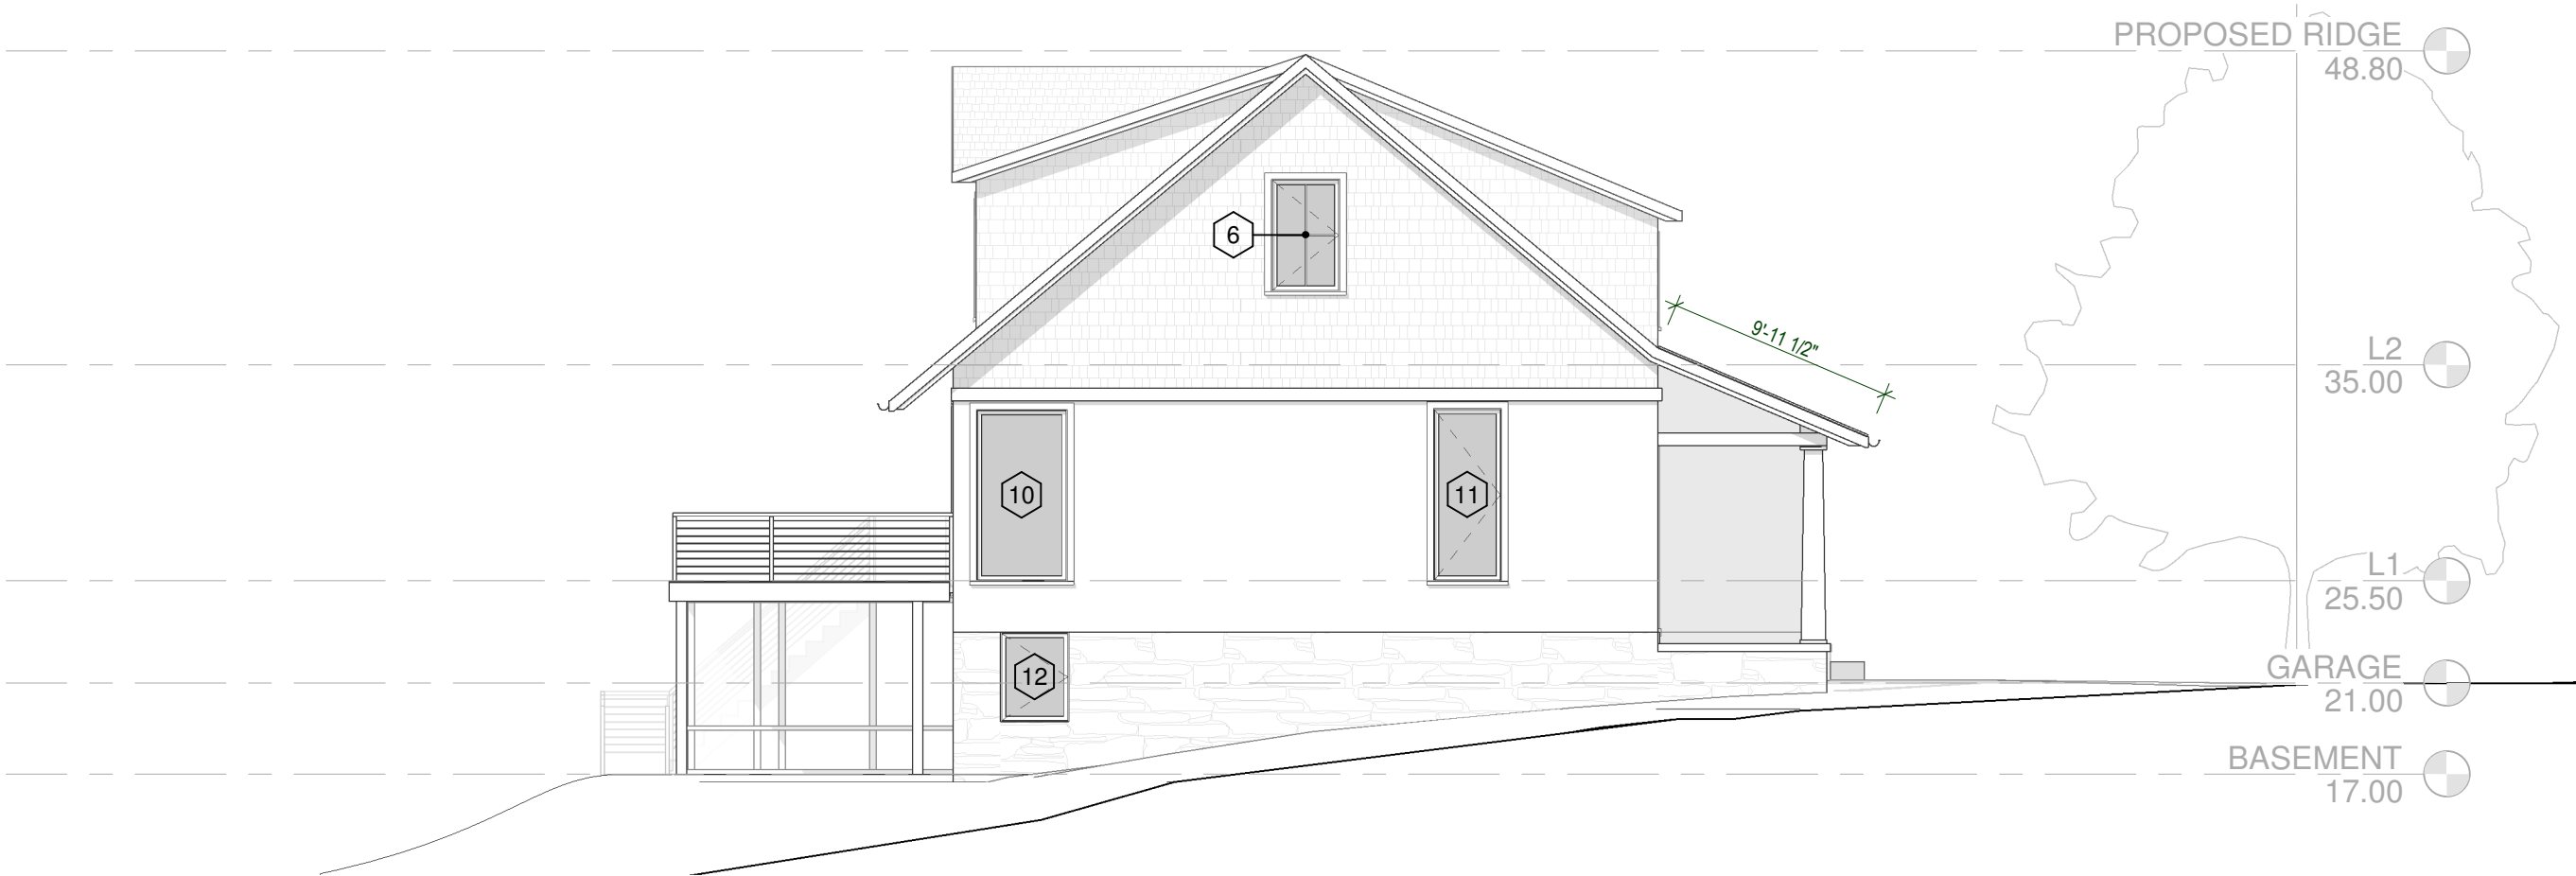 PROPOSED RIDGE
48.80
6
9'-11 1/2"
L2
35.00
10
11
L1
25.50
12
GARAGE
21.00
BASEMENT
17.00